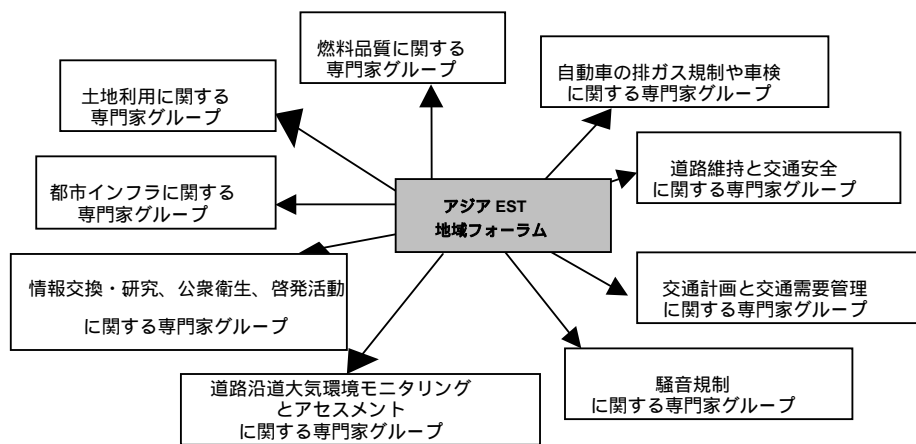 燃料品質に関する
専門家グループ
自動車の排ガス規制や車検
に関する専門家グループ
土地利用に関する
専門家グループ
道路維持と交通安全
に関する専門家グループ
都市インフラに関する
専門家グループ
アジア EST
地域フォーラム
情報交換・研究、公衆衛生、啓発活動
に関する専門家グループ
交通計画と交通需要管理
に関する専門家グループ
道路沿道大気環境モニタリング
とアセスメント
に関する専門家グループ
騒音規制
に関する専門家グループ